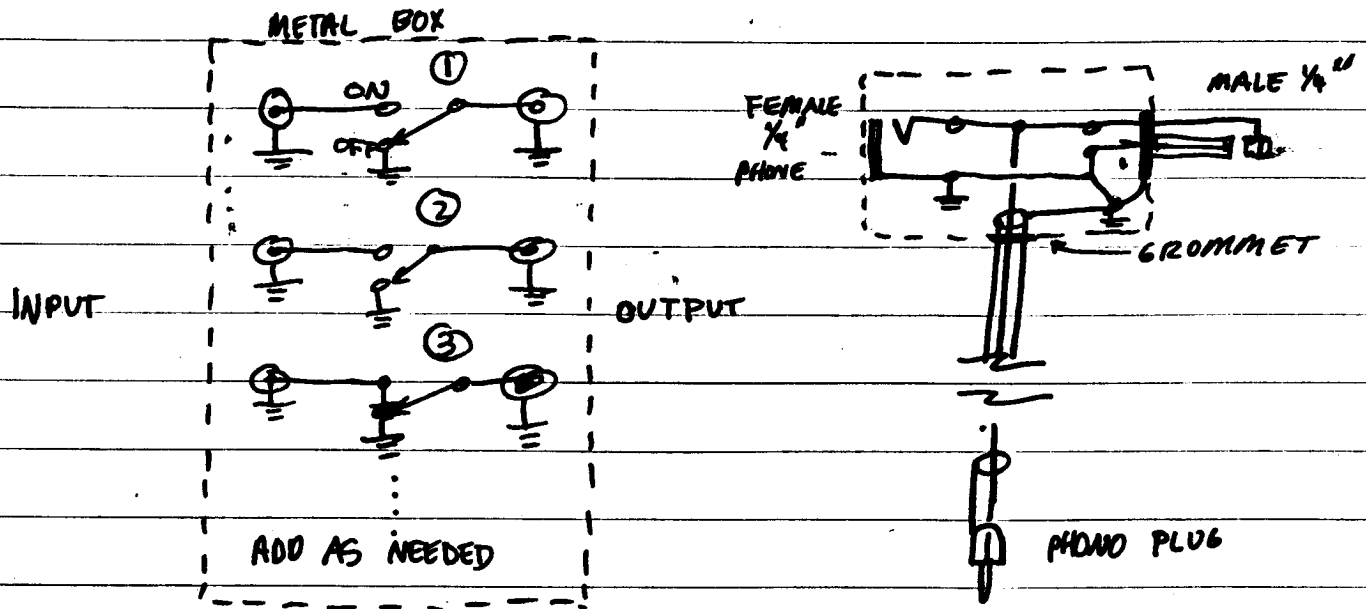 METAL BOX
①
ON
OFF
②
INPUT
OUTPUT
③
ADD AS NEEDED
MALE ¼"
FEMALE
¼"
PHONE
GROMMET
PHONO PLUG